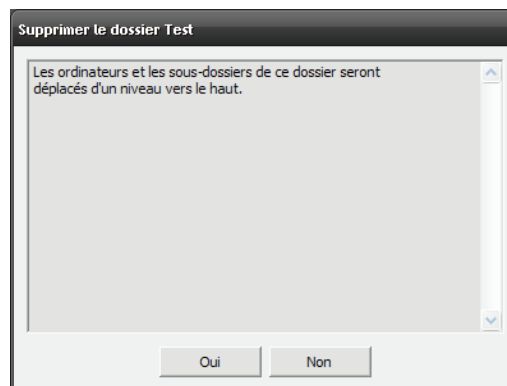 Supprimer le dossier Test
Les ordinateurs et les sous-dossiers de ce dossier seront
déplacés d'un niveau vers le haut.
Oui
Non